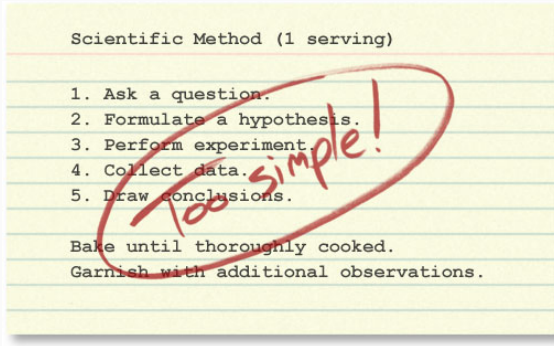 Scientific Method (1 serving)
1. Ask a question.
2. Formulate a hypothesis.
3. Perform experiment.
4. Collect data.
5. Draw conclusions.
Too simple!
Bake until thoroughly cooked.
Garnish with additional observations.